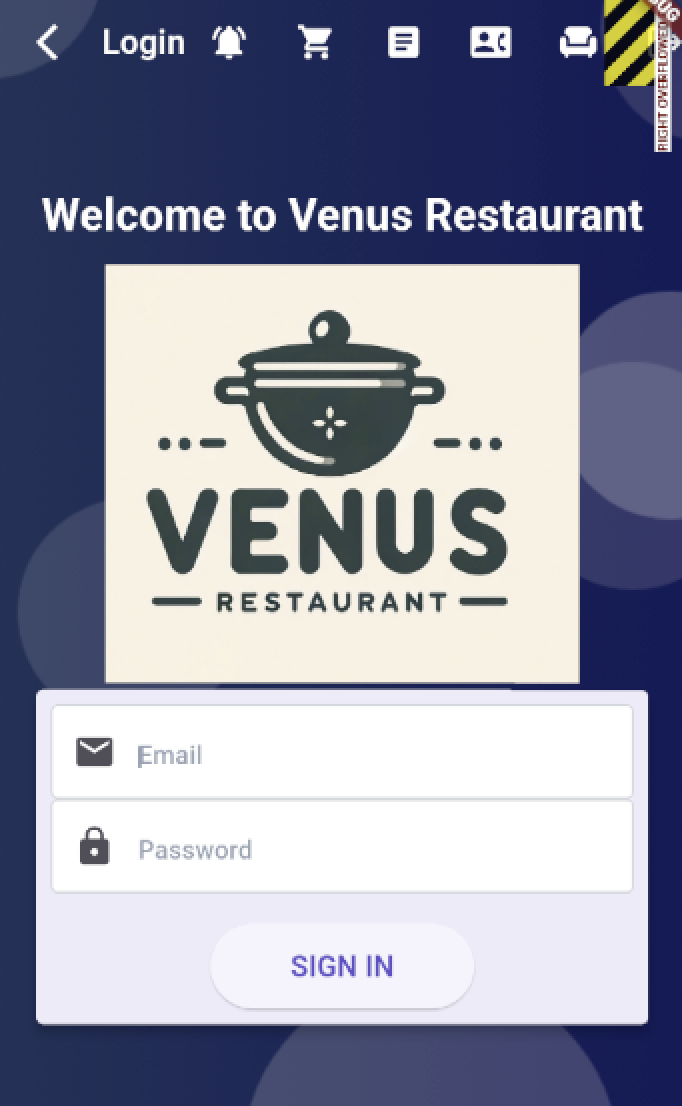 Login
RIGHT OVERFLOWED
Welcome to Venus Restaurant
VENUS
RESTAURANT
Email
Password
SIGN IN